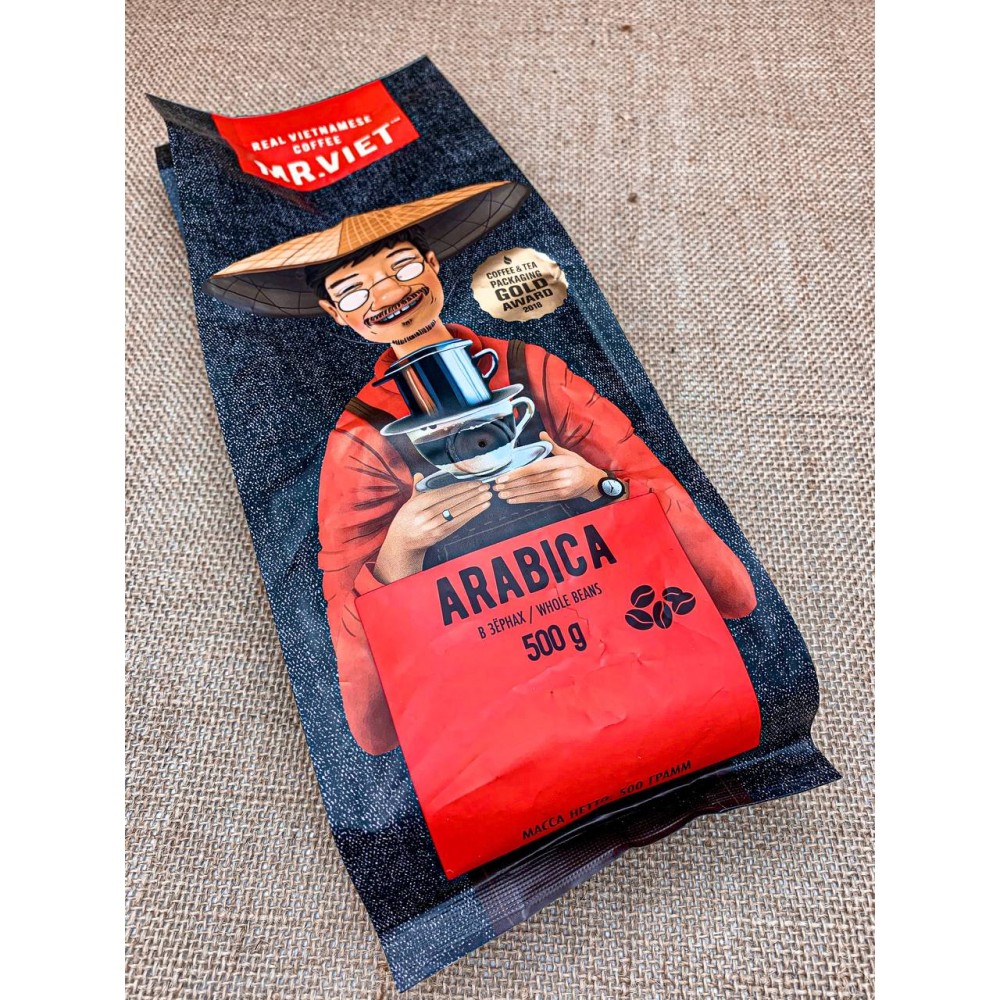 REAL VIETNAMESE
COFFEE
MR.VIET
COFFEE & TEA
PACKAGING
GOLD
AWARD
2018
ARABICA
В ЗЁРНАХ / WHOLE BEANS
500 g
МАССА НЕТТО: 500 ГРАММ